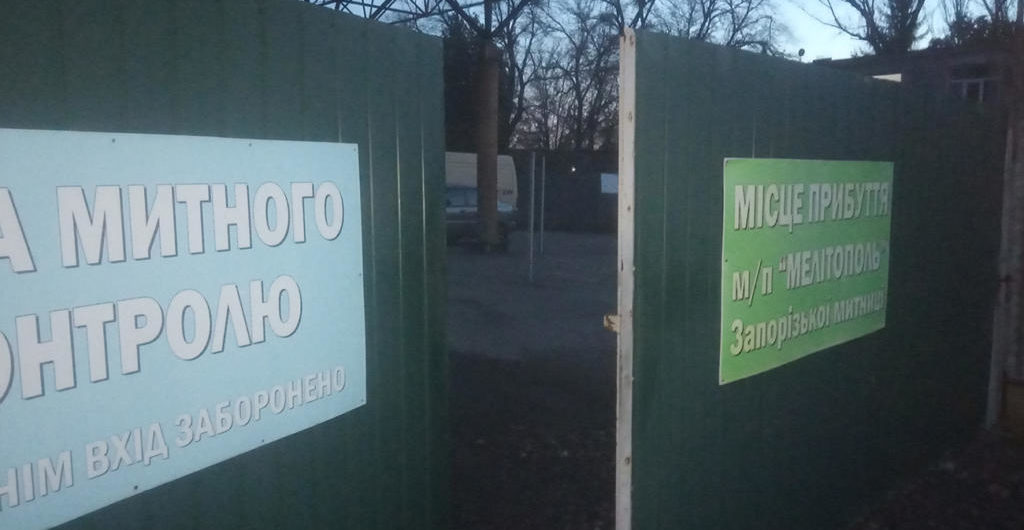 МИТНОГО
ОНТРОЛЮ
НІМ ВХІД ЗАБОРОНЕНО
МІСЦЕ ПРИБУТТЯ
М/П "МЕЛІТОПОЛЬ"
Запорізької митниці